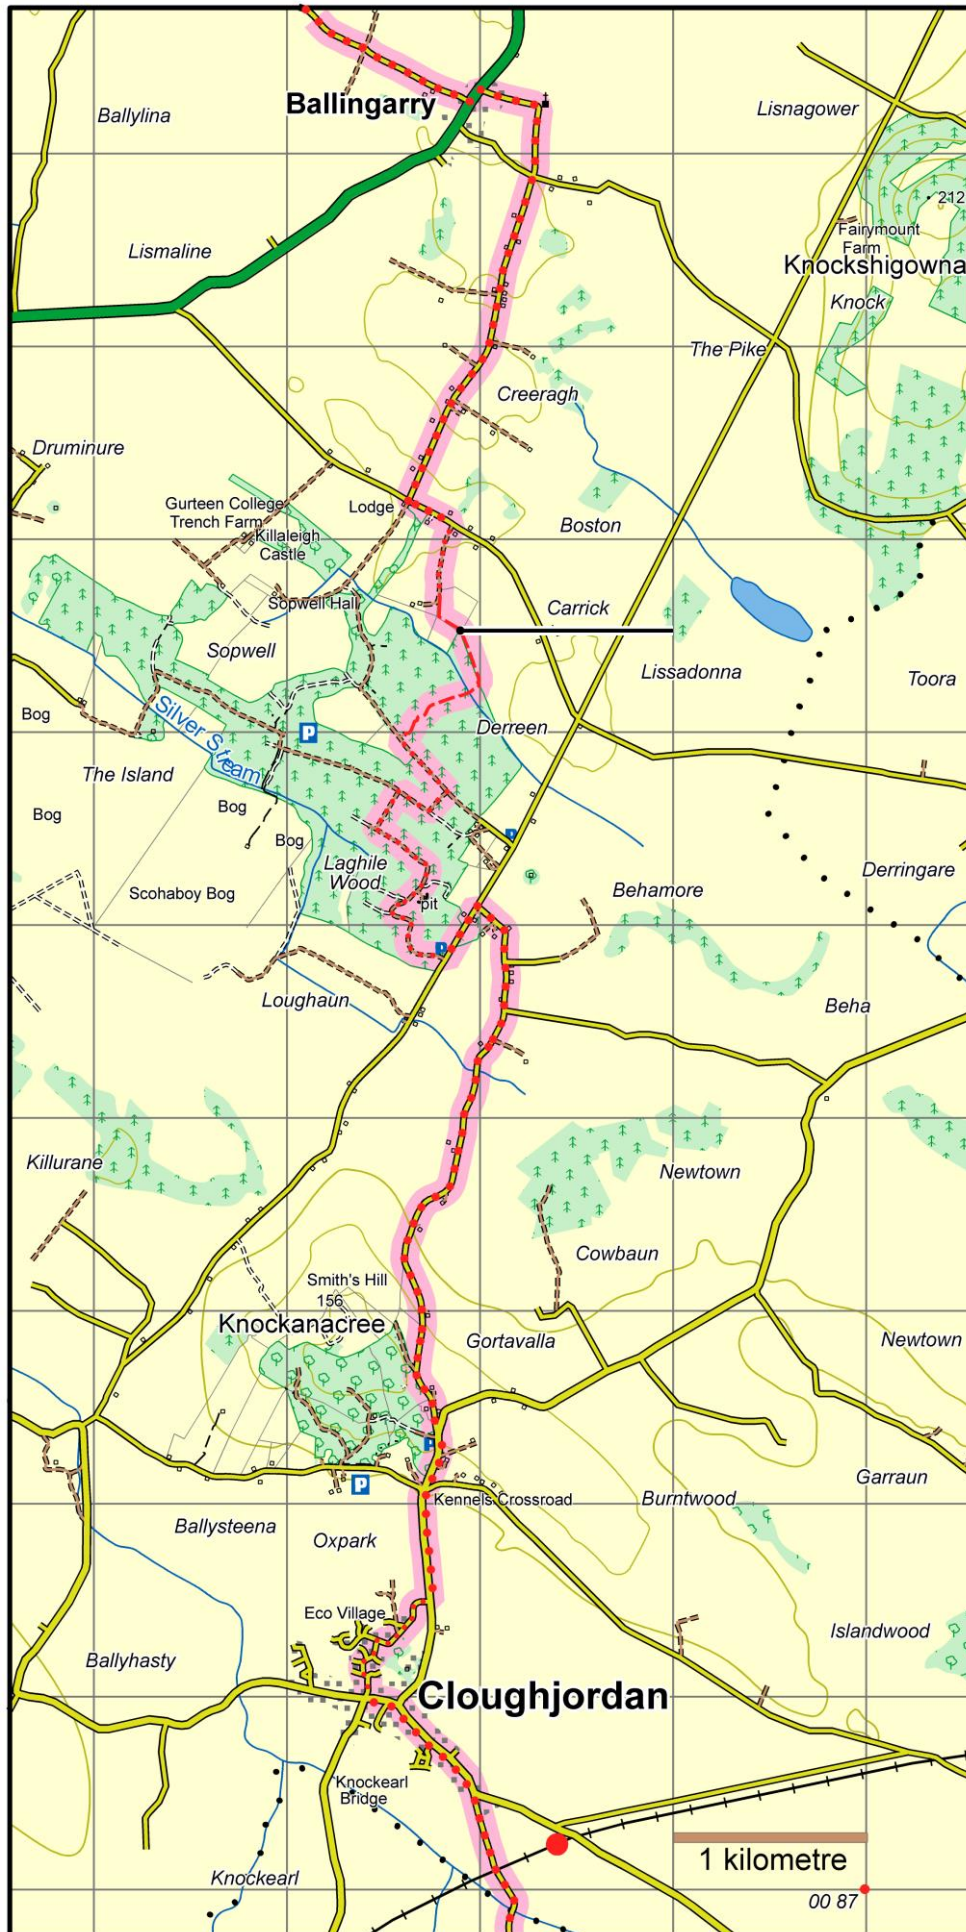 Ballingarry
Ballylina
Lisnagower
212
Fairymount
Farm
Lismaline
Knockshigowna
Knock
The Pike
Creeragh
Druminure
Gurteen College
Trench Farm
Lodge
Killaleigh
Castle
Boston
Sopwell Hall
Carrick
Sopwell
Lissadonna
Toora
Bog
Silver Stream
P
Derreen
The Island
Bog
Bog
P
Bog
Laghile
Wood
Derringare
Scohaboy Bog
pit
Behamore
P
Loughaun
Beha
Killurane
Newtown
Cowbaun
Smith's Hill
156
Knockanacree
Gortavalla
Newtown
P
P
Garraun
Kennels Crossroad
Burntwood
Ballysteena
Oxpark
Eco Village
Islandwood
Ballyhasty
Cloughjordan
Knockearl
Bridge
1 kilometre
Knockearl
00 87